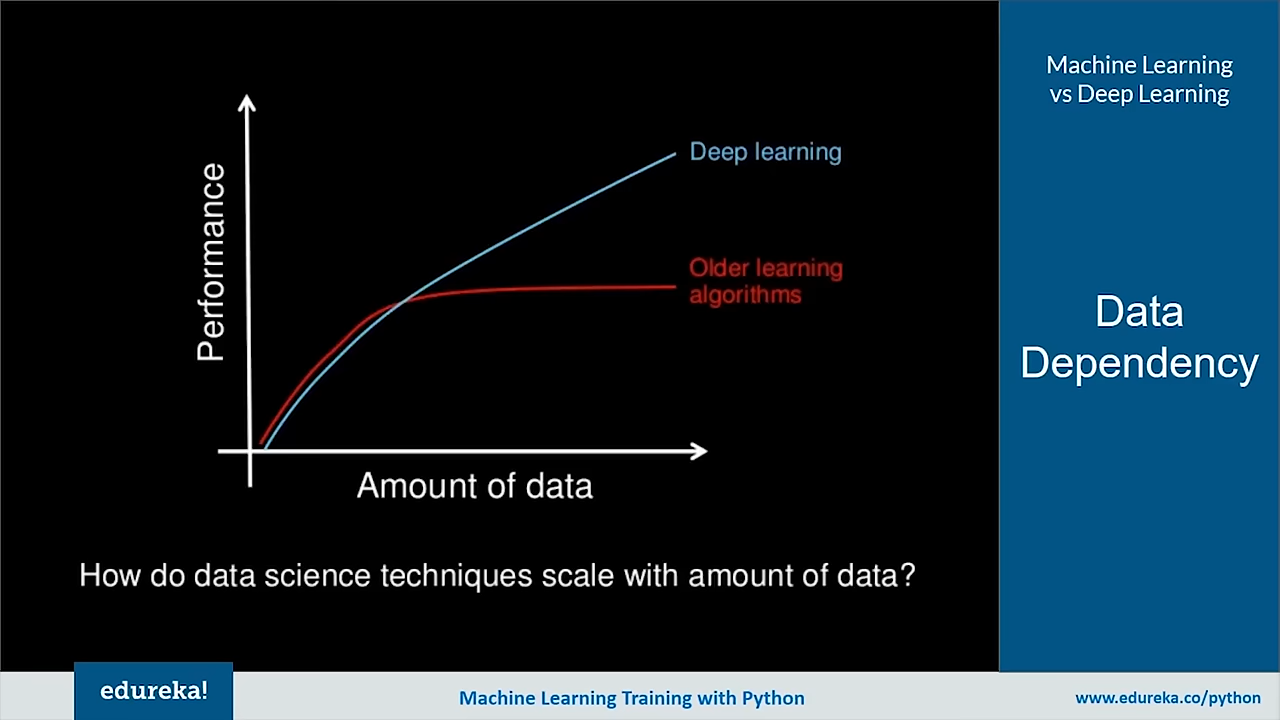 Machine Learning
vs Deep Learning
Data
Dependency
Performance
Deep learning
Older learning
algorithms
Amount of data
How do data science techniques scale with amount of data?
edureka!
Machine Learning Training with Python
www.edureka.co/python